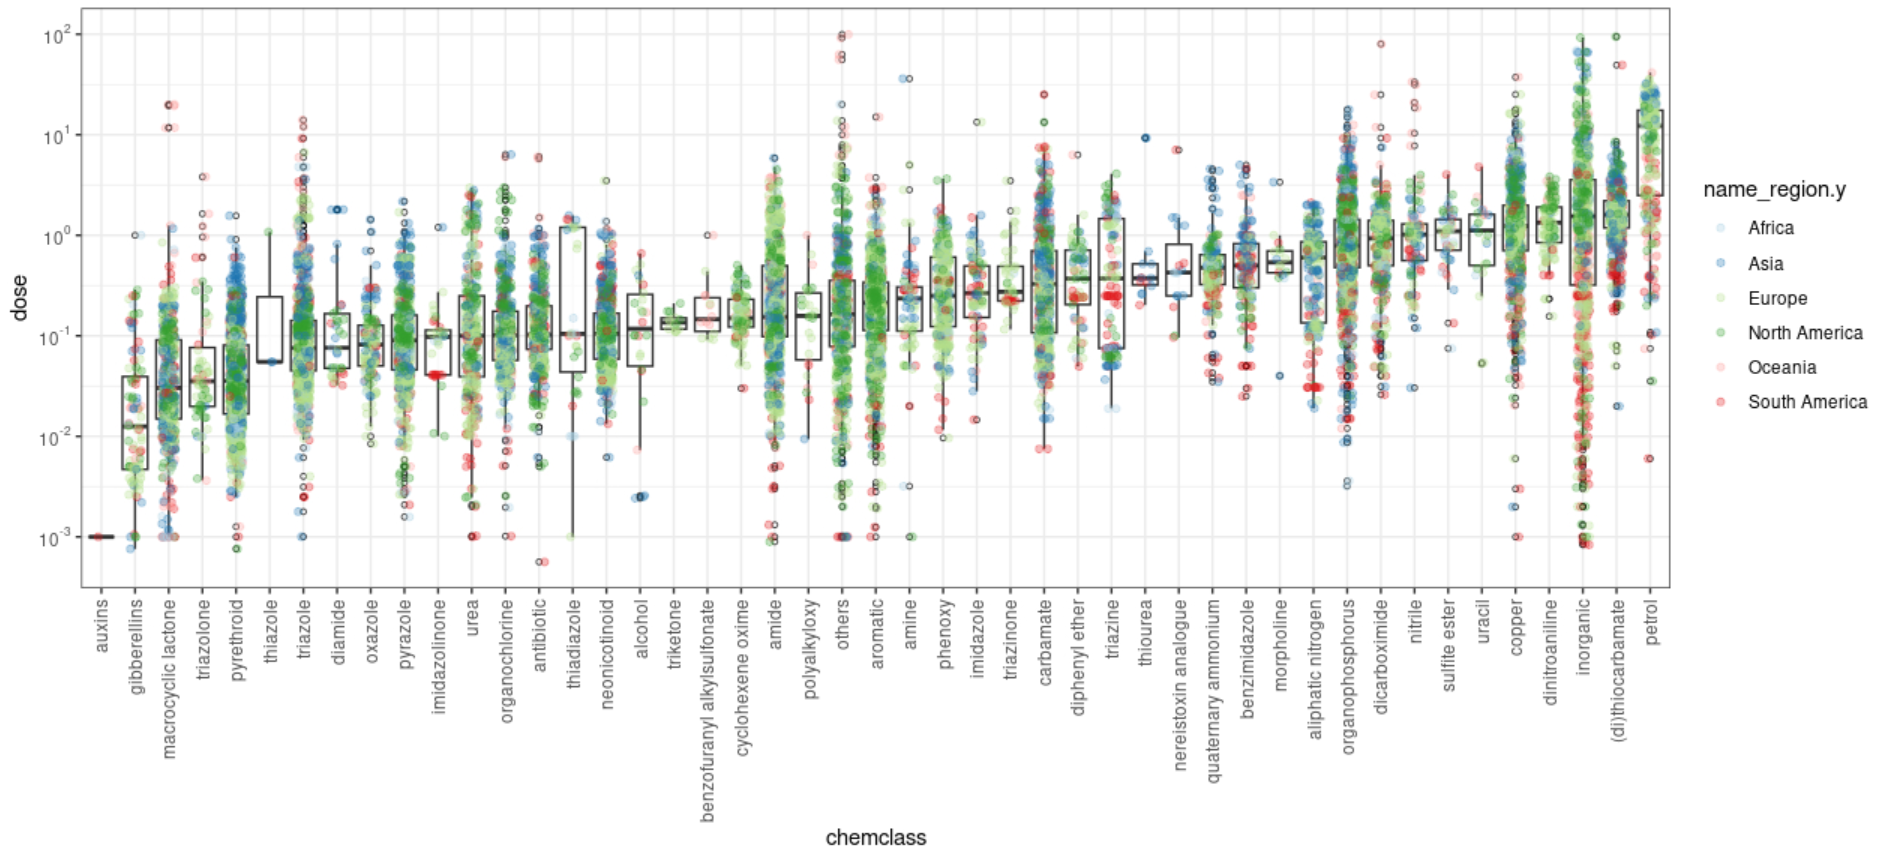 10^2
10^1
10^0
10^-1
10^-2
10^-3
dose
auxins
gibberellins
macrocyclic lactone
triazolone
pyrethroid
thiazole
triazole
diamide
oxazole
pyrazole
imidazolinone
urea
organochlorine
antibiotic
thiadiazole
neonicotinoid
alcohol
triketone
benzofuranyl alkylsulfonate
cyclohexene oxime
amide
polyalkyloxy
others
aromatic
amine
phenoxy
imidazole
triazinone
carbamate
diphenyl ether
triazine
thiourea
nereistoxin analogue
quaternary ammonium
benzimidazole
morpholine
aliphatic nitrogen
organophosphorus
dicarboximide
nitrile
sulfite ester
uracil
copper
dinitroaniline
inorganic
(di)thiocarbamate
petrol
chemclass
name_region.y
Africa
Asia
Europe
North America
Oceania
South America